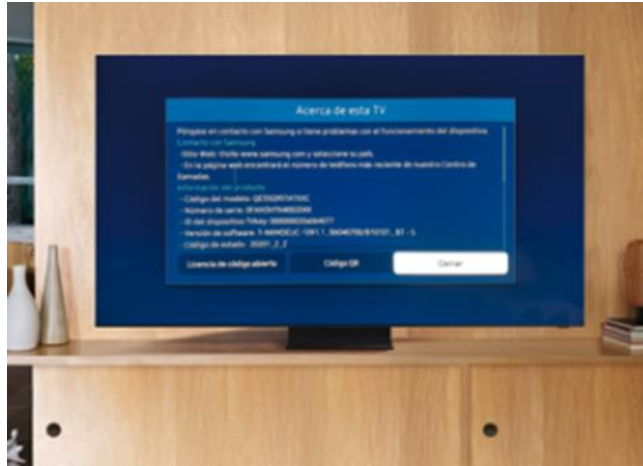 Acerca de esta TV
Póngase en contacto con Samsung si tiene problemas con el funcionamiento del dispositivo.
Contacto con Samsung
- Sitio Web: Visite www.samsung.com y seleccione su país.
- En la página web encontrará el número de teléfono más reciente de nuestro Centro de
llamadas.
Información del producto
- Código del modelo:
- Número de serie:
- ID del dispositivo TVkey:
- Versión de software:
- Código de estado:
Licencia de código abierto
Código QR
Cerrar